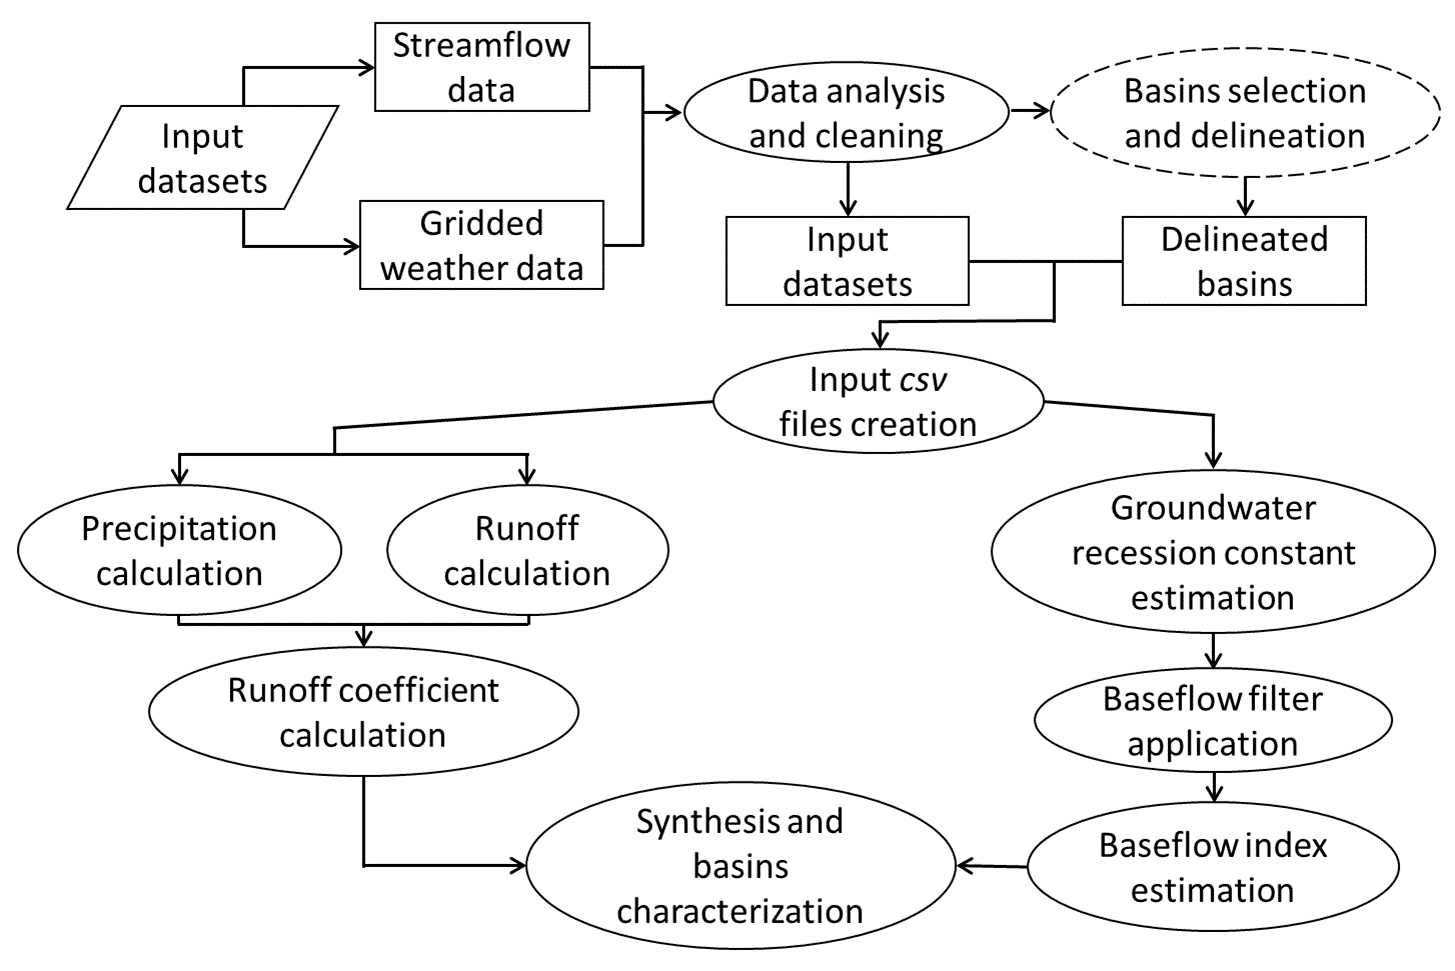 Streamflow
data
Input
datasets
Gridded
weather data
Data analysis
and cleaning
Basins selection
and delineation
Input
datasets
Delineated
basins
Input csv
files creation
Precipitation
calculation
Runoff
calculation
Groundwater
recession constant
estimation
Runoff coefficient
calculation
Baseflow filter
application
Synthesis and
basins
characterization
Baseflow index
estimation